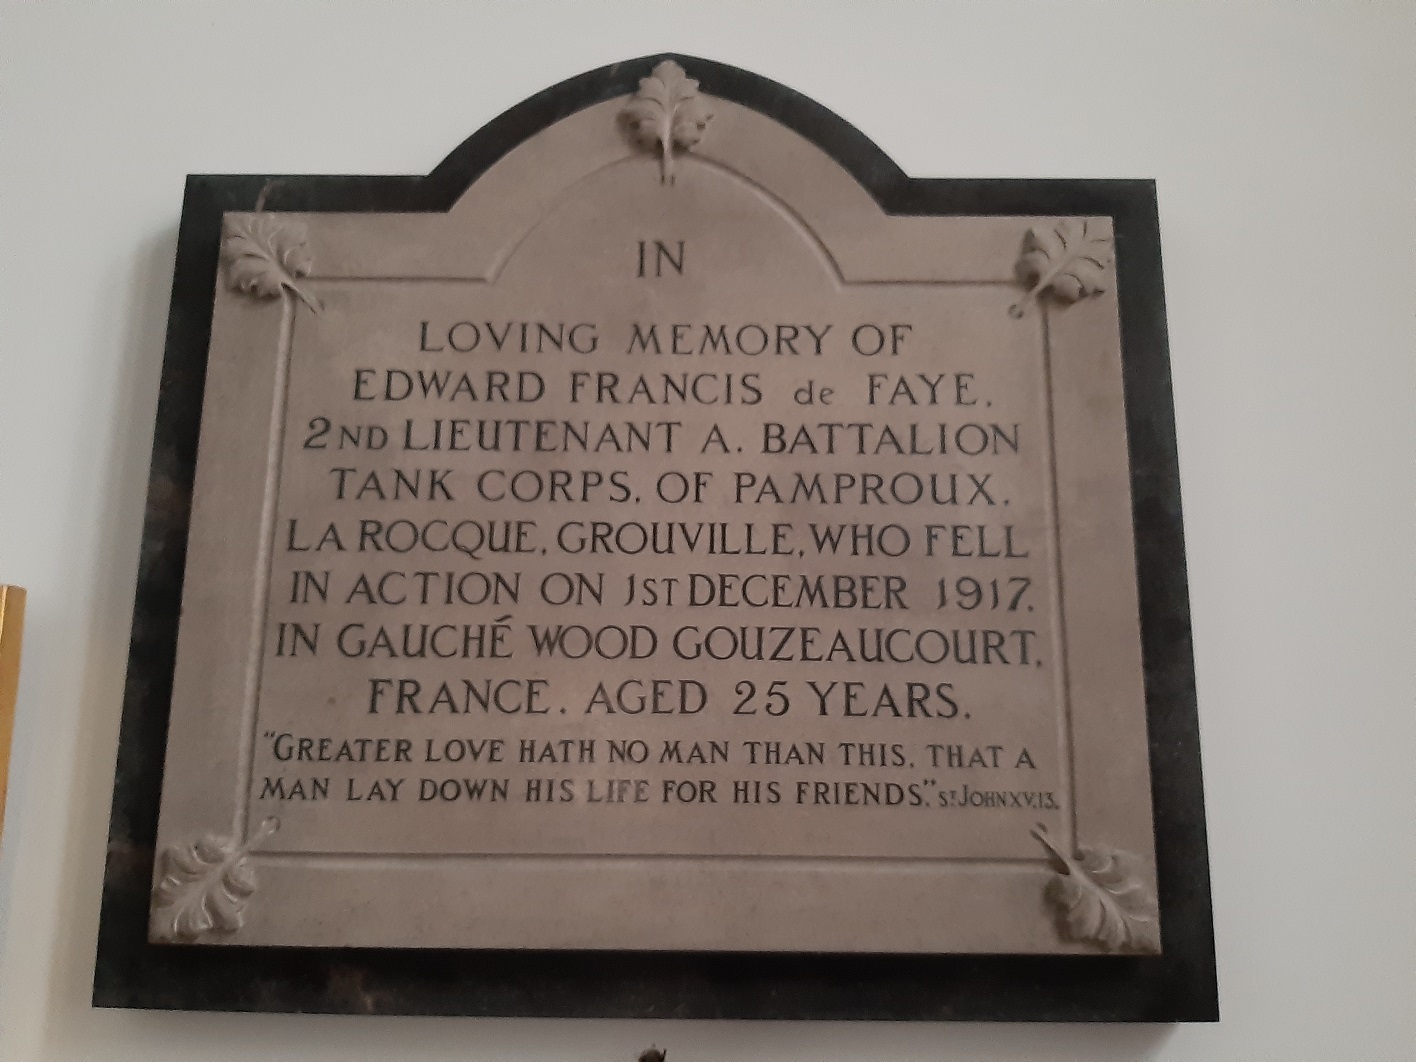 IN
LOVING MEMORY OF
EDWARD FRANCIS de FAYE.
2ND LIEUTENANT A. BATTALION
TANK CORPS, OF PAMPROUX.
LA ROCQUE, GROUVILLE, WHO FELL
IN ACTION ON 1ST DECEMBER 1917.
IN GAUCHÉ WOOD GOUZEAUCOURT,
FRANCE. AGED 25 YEARS.
"GREATER LOVE HATH NO MAN THAN THIS, THAT A
MAN LAY DOWN HIS LIFE FOR HIS FRIENDS." ST JOHN XV.13.